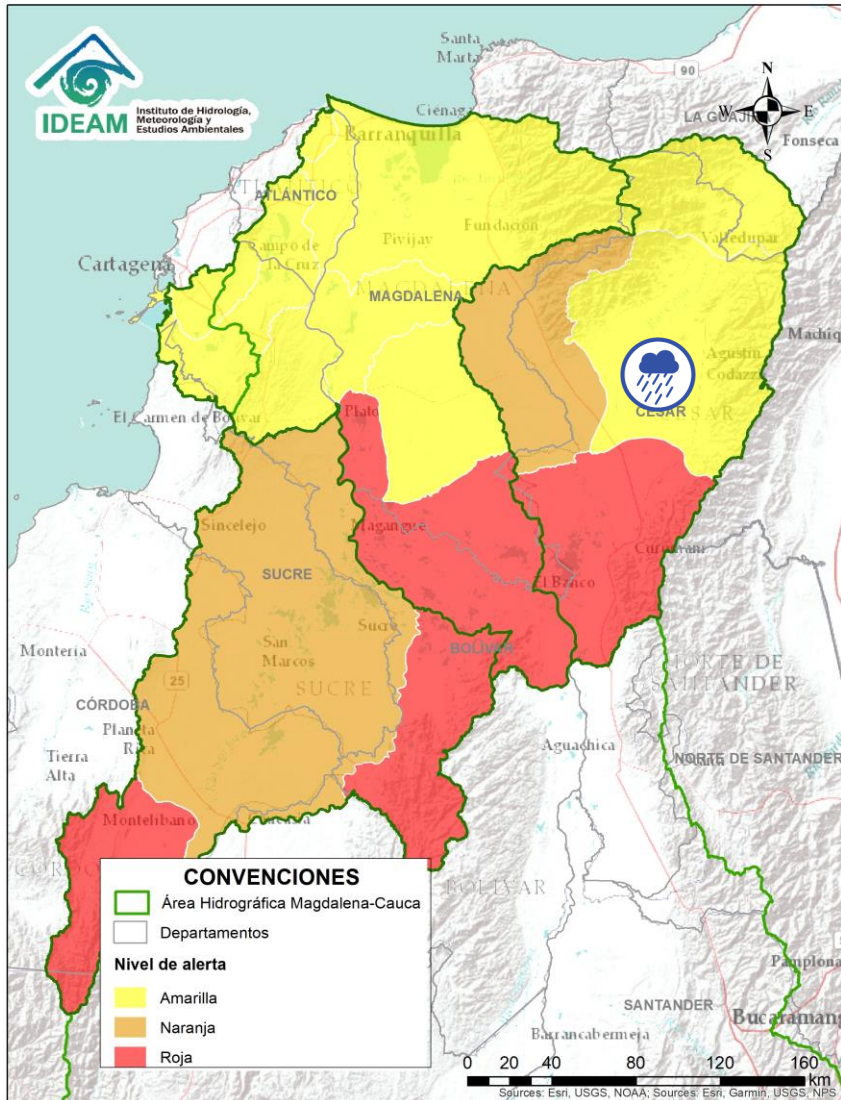 IDEAM
Instituto de Hidrología,
Meteorología y
Estudios Ambientales
Santa
Marta
90
N
W
E
S
Ciénaga
LA GUAJIRA
Fonseca
Barranquilla
ATLÁNTICO
Fundación
Pivijay
Valledupar
Campo de
la Cruz
Cartagena
MAGDALENA
MAGDALENA
Agustín
Codazzi
CESAR
El Carmen de Bolívar
Plato
Sincelejo
Magangué
Curumaní
El Banco
SUCRE
Sucre
San
Marcos
BOLÍVAR
Montería
SUCRE
25
NORTE DE
SANTANDER
CÓRDOBA
Planeta
Rica
Aguachica
NORTE DE SANTANDER
Tierra
Alta
Montelíbano
BOLÍVAR
CONVENCIONES
Área Hidrográfica Magdalena-Cauca
Departamentos
Nivel de alerta
Amarilla
Naranja
Roja
Pamplona
SANTANDER
Bucaramang
Barrancabermeja
0 20 40 80 120 160
km
Sources: Esri, USGS, NOAA; Sources: Esri, Garmin, USGS, NPS